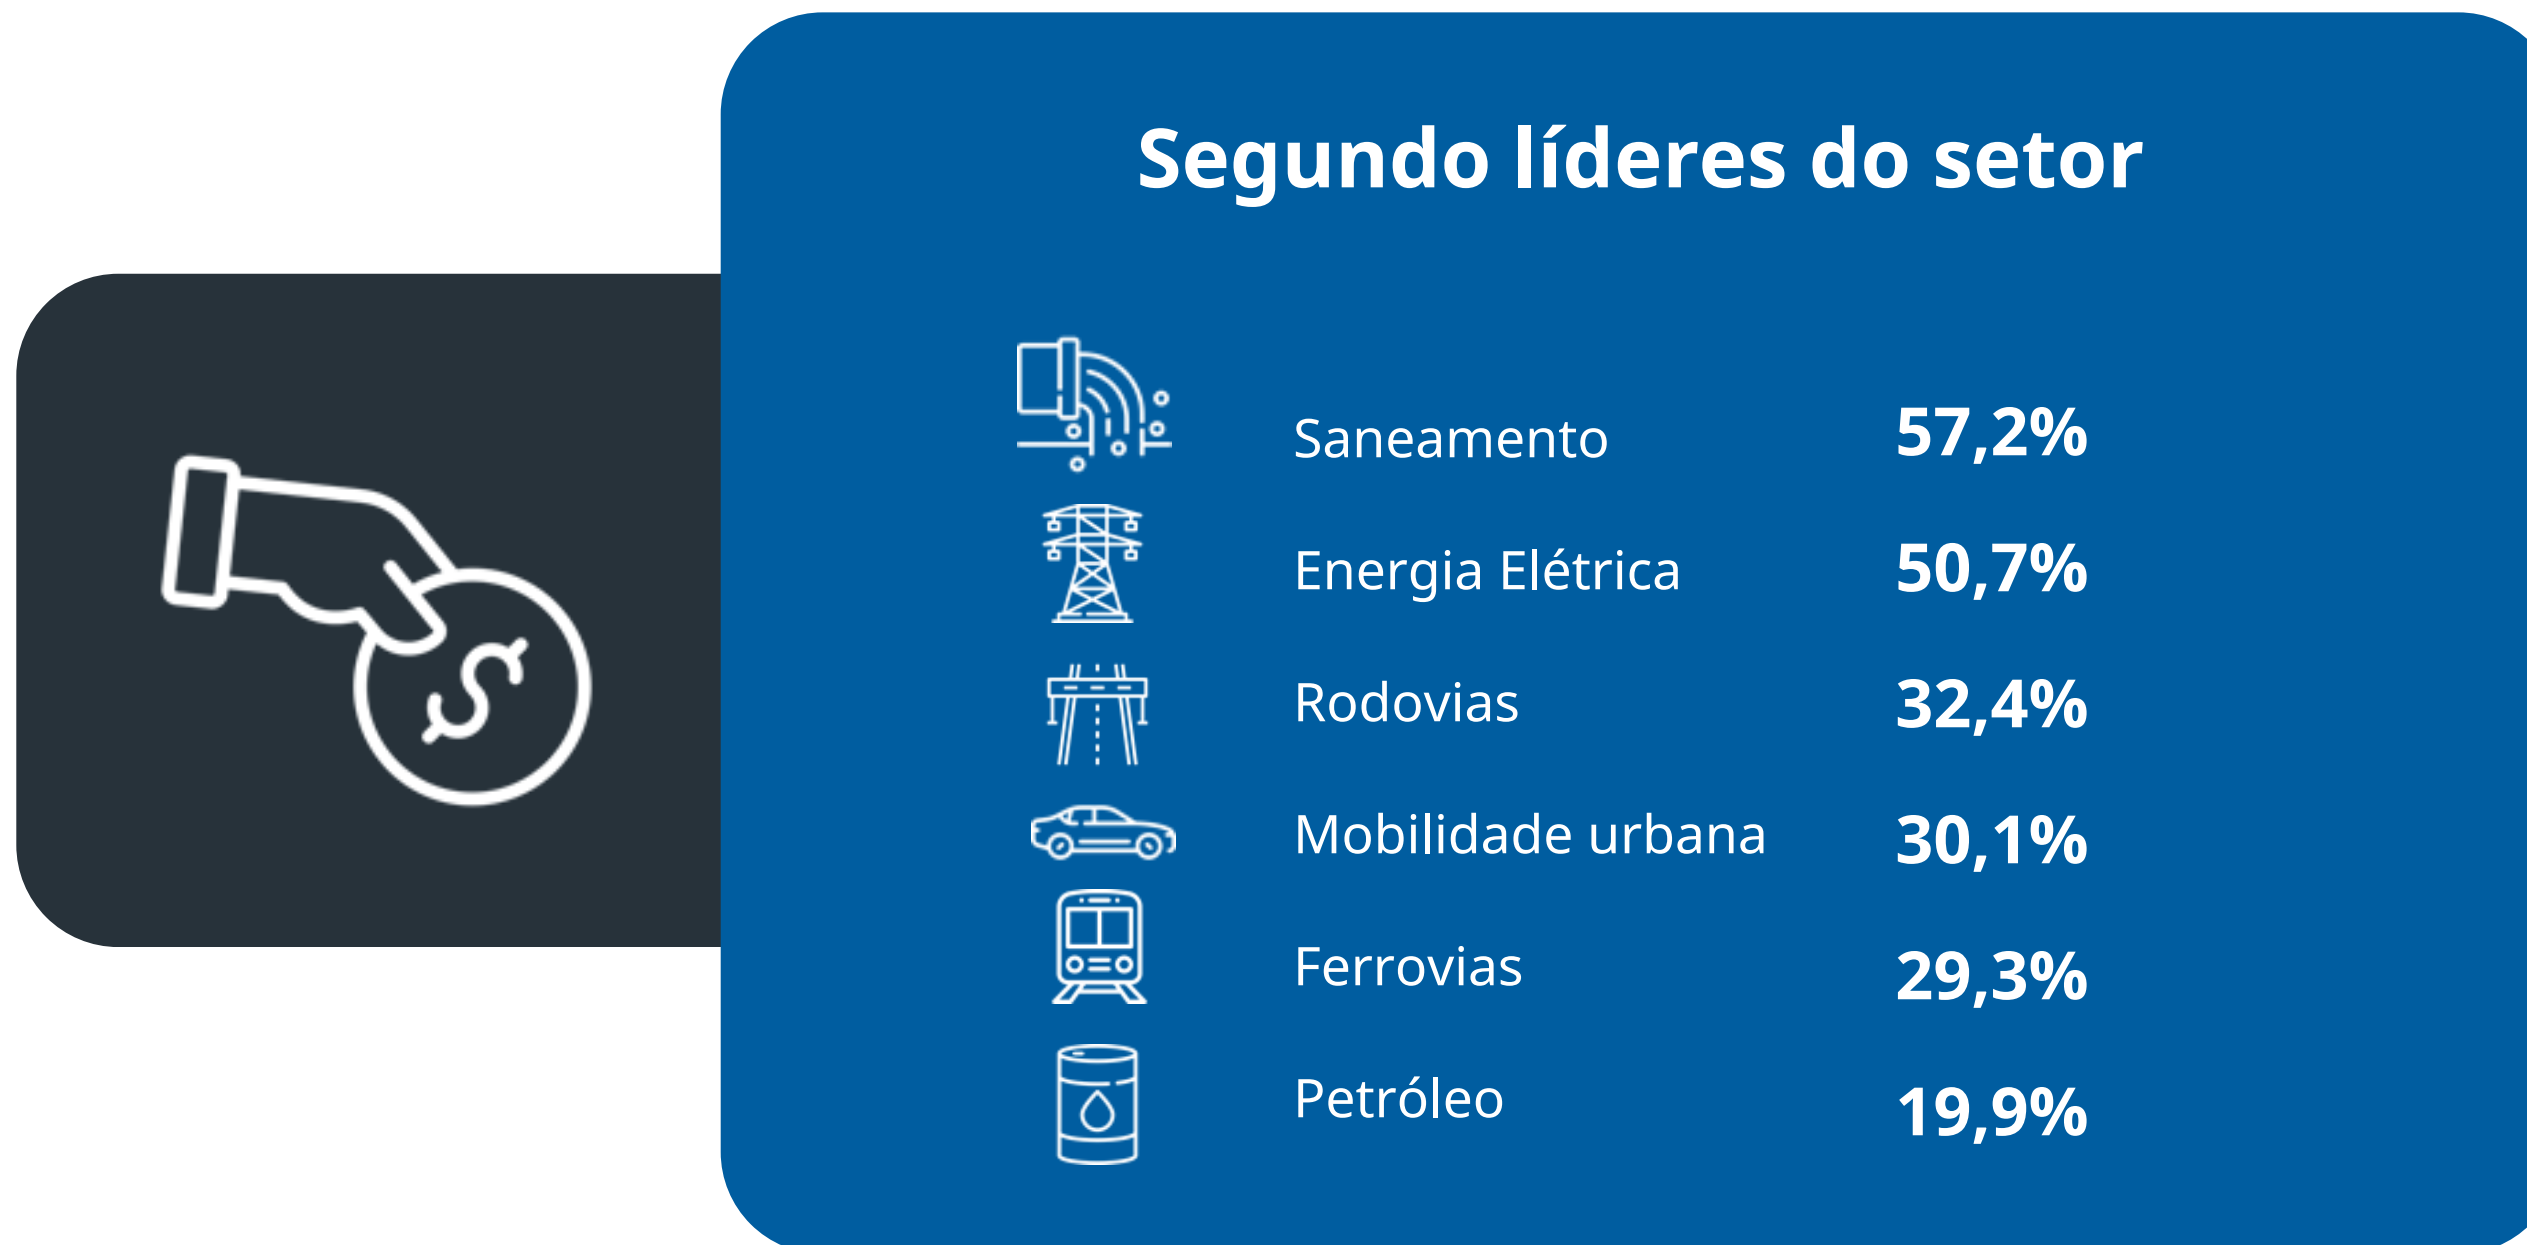 Segundo líderes do setor
Saneamento 57,2%
Energia Elétrica 50,7%
Rodovias 32,4%
Mobilidade urbana 30,1%
Ferrovias 29,3%
Petróleo 19,9%